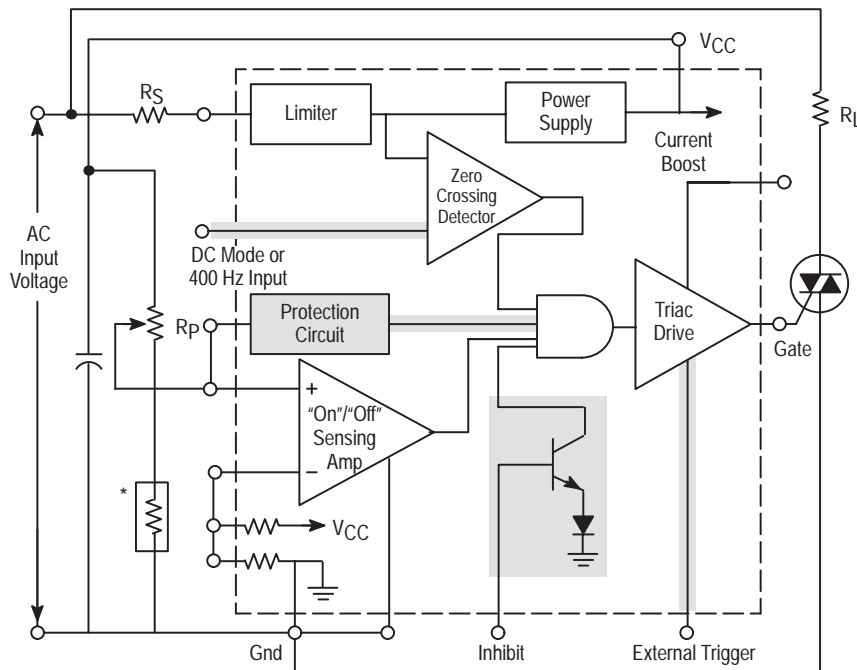 VCC
RS
Limiter
Power
Supply
RL
Current
Boost
Zero
Crossing
Detector
AC
Input
Voltage
DC Mode or
400 Hz Input
Protection
Circuit
RP
Triac
Drive
Gate
+
“On”/“Off”
Sensing
Amp
–
*
VCC
Gnd
Inhibit
External Trigger